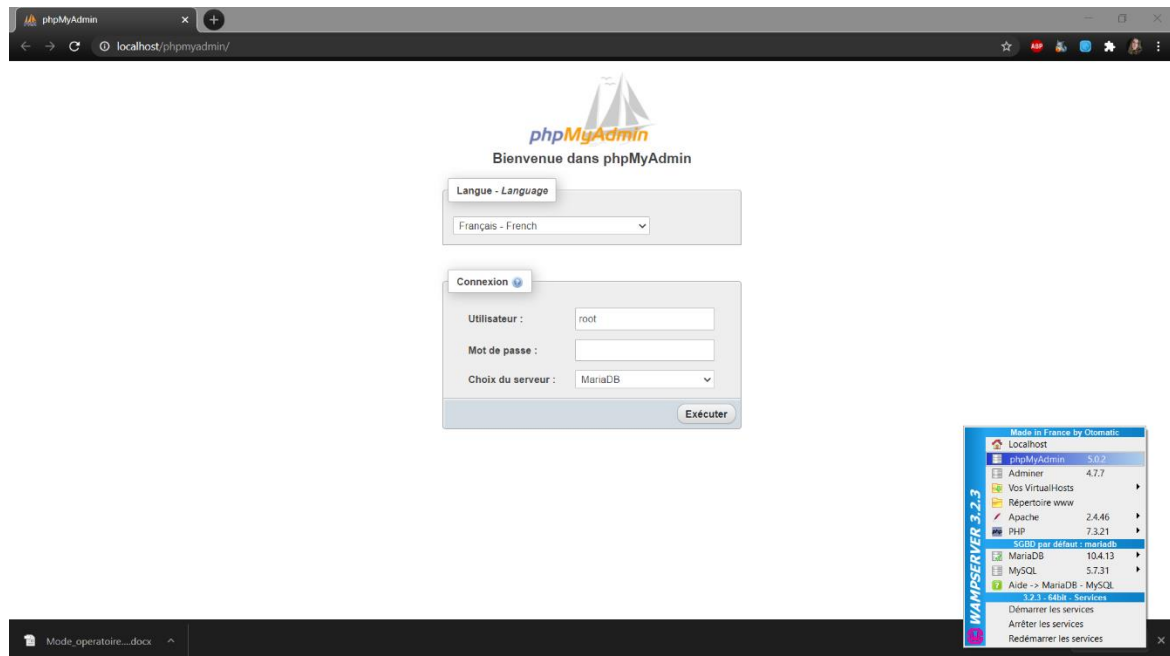 phpMyAdmin
localhost/phpmyadmin/
ABP
phpMyAdmin
Bienvenue dans phpMyAdmin
Langue - Language
Français - French
Connexion
Utilisateur :
root
Mot de passe :
Choix du serveur :
MariaDB
Exécuter
WAMPSERVER 3.2.3
Made in France by Otomatic
Localhost
phpMyAdmin 5.0.2
Adminer 4.7.7
Vos VirtualHosts
Répertoire www
Apache 2.4.46
PHP 7.3.21
SGBD par défaut : mariadb
MariaDB 10.4.13
MySQL 5.7.31
Aide -> MariaDB - MySQL
3.2.3 - 64bit - Services
Démarrer les services
Arrêter les services
Redémarrer les services
Mode_operatoire....docx